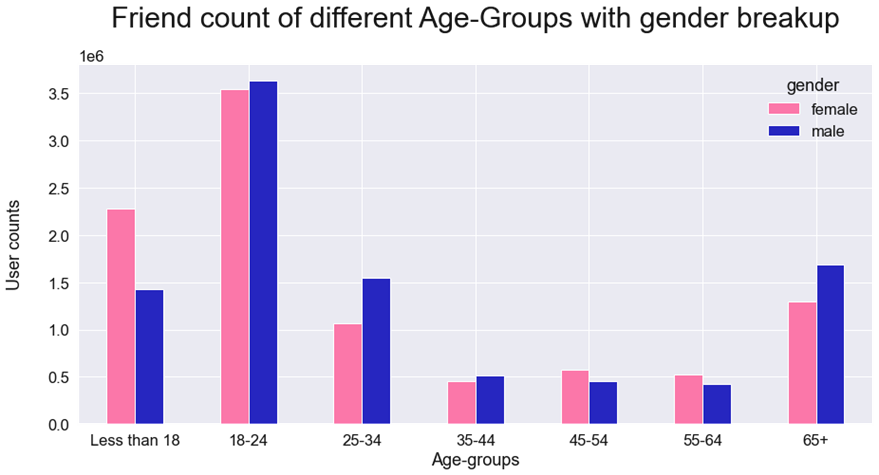 Friend count of different Age-Groups with gender breakup
1e6
gender
female
male
3.5
3.0
2.5
2.0
1.5
1.0
0.5
0.0
User counts
Less than 18 18-24 25-34 35-44 45-54 55-64 65+
Age-groups